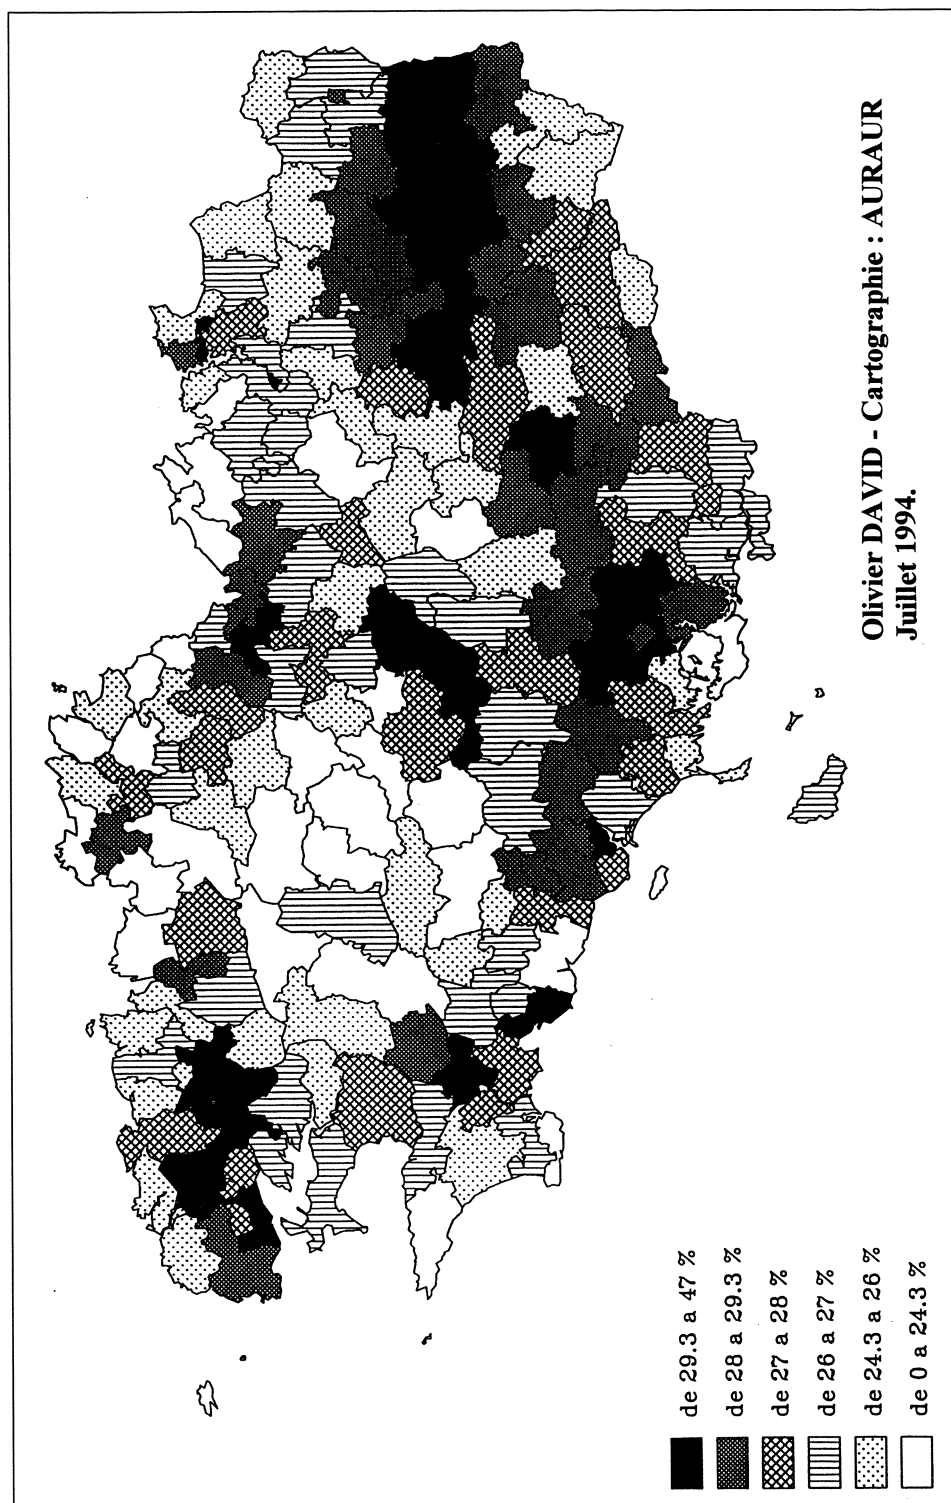 Olivier DAVID - Cartographie : AURAUR
Juillet 1994.
de 29.3 a 47 %
de 28 a 29.3 %
de 27 a 28 %
de 26 a 27 %
de 24.3 a 26 %
de 0 a 24.3 %